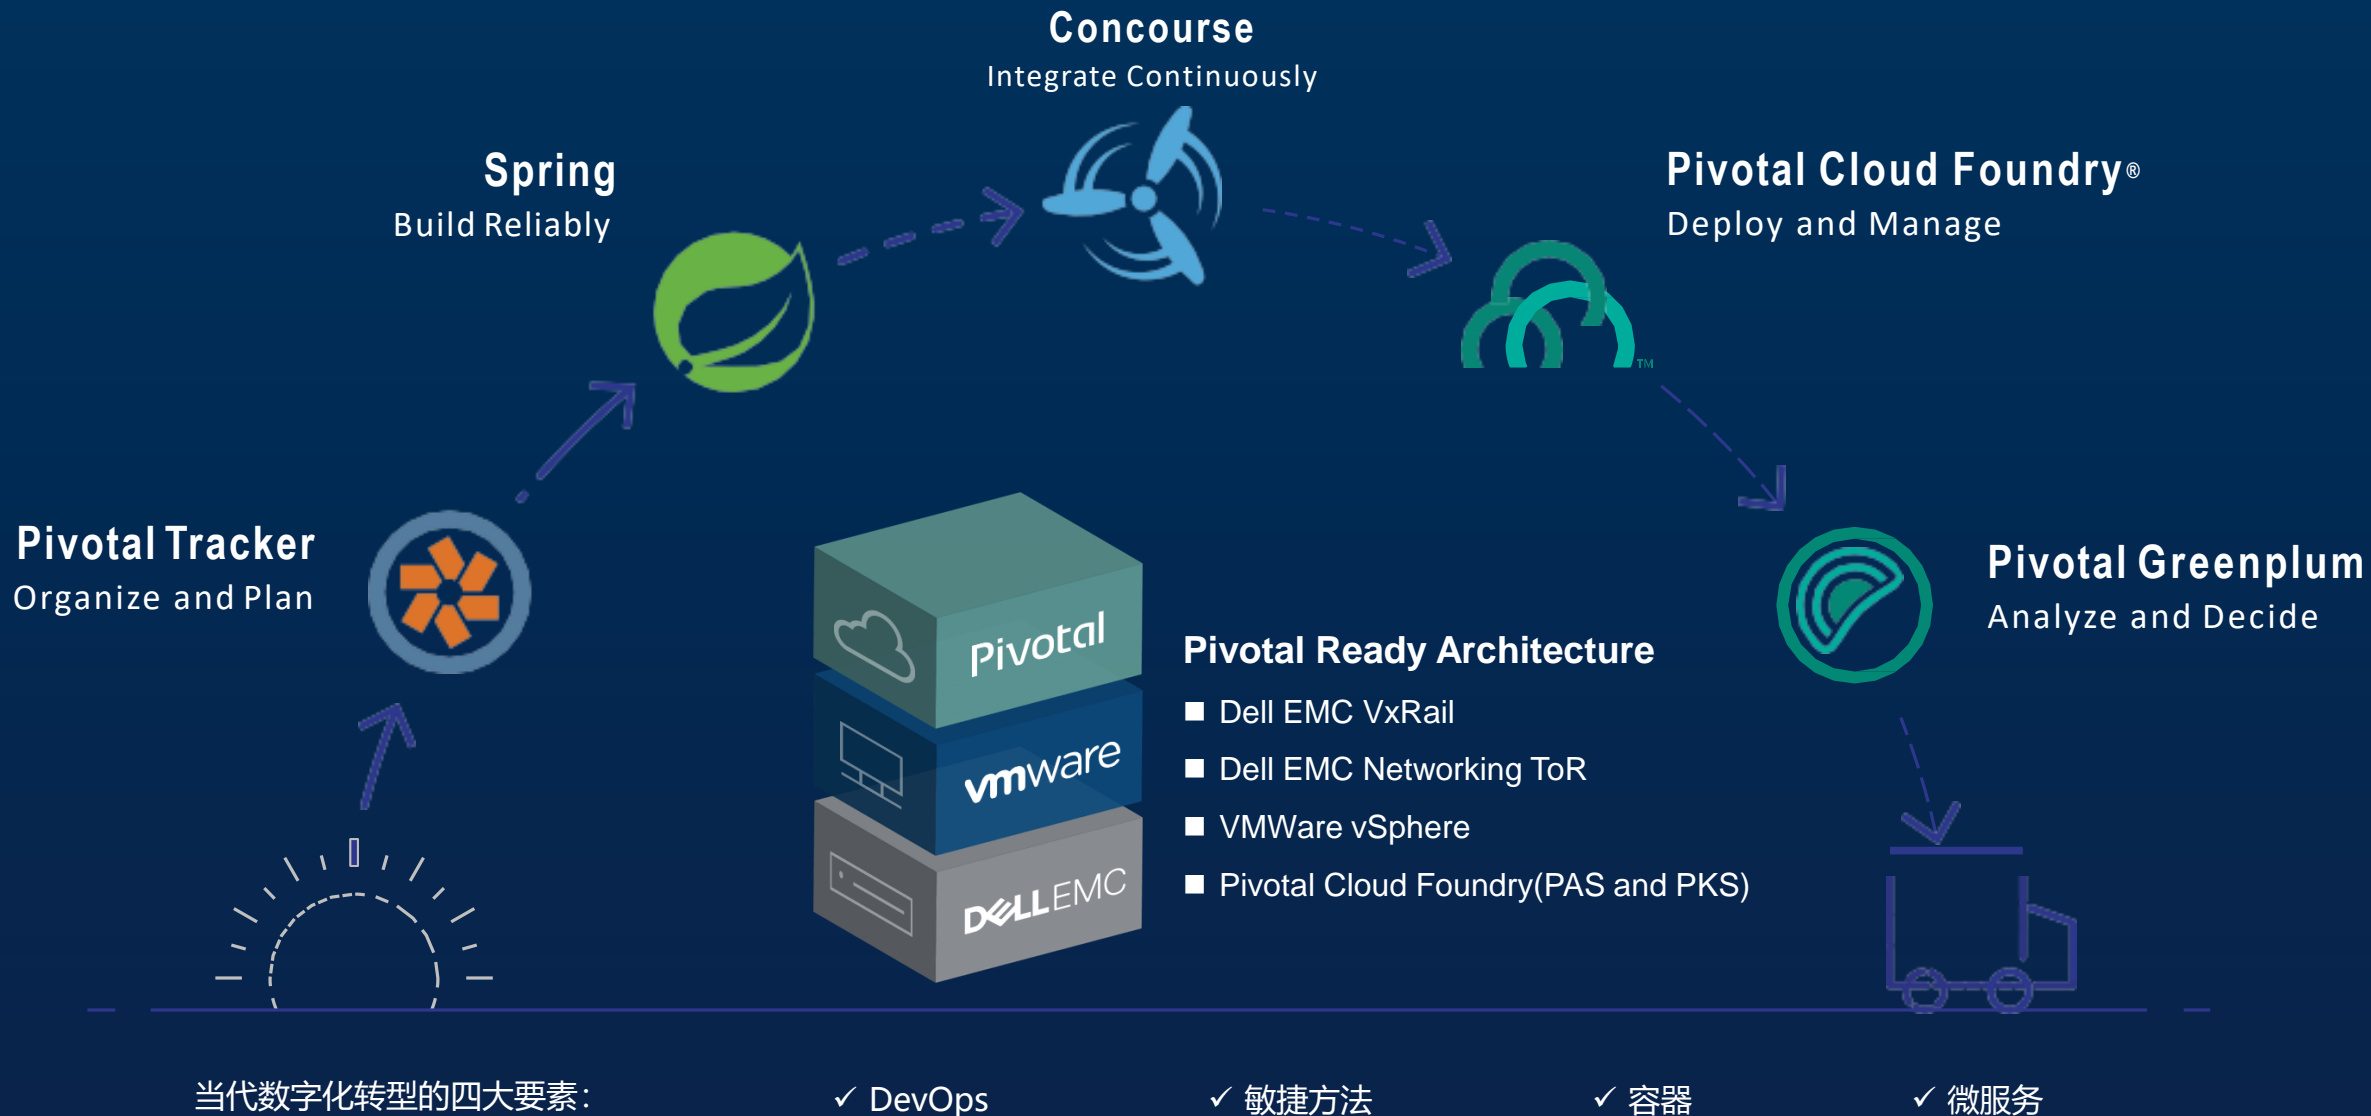 Concourse
Integrate Continuously
Spring
Build Reliably
Pivotal Cloud Foundry®
Deploy and Manage
TM
Pivotal Tracker
Organize and Plan
Pivotal Greenplum
Analyze and Decide
Pivotal
vmware
DELLEMC
Pivotal Ready Architecture
Dell EMC VxRail
Dell EMC Networking ToR
VMWare vSphere
Pivotal Cloud Foundry(PAS and PKS)
当代数字化转型的四大要素：
✓ DevOps
✓ 敏捷方法
✓ 容器
✓ 微服务